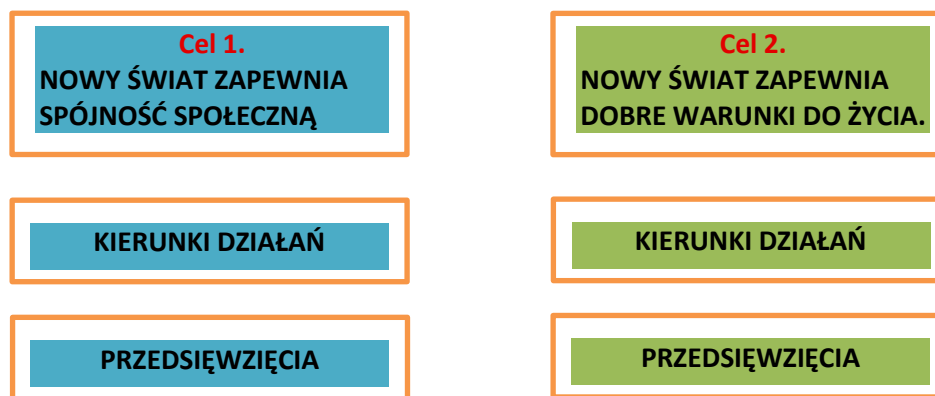 Cel 1.
NOWY ŚWIAT ZAPEWNIA
SPÓJNOŚĆ SPOŁECZNĄ
Cel 2.
NOWY ŚWIAT ZAPEWNIA
DOBRE WARUNKI DO ŻYCIA.
KIERUNKI DZIAŁAŃ
KIERUNKI DZIAŁAŃ
PRZEDSIĘWZIĘCIA
PRZEDSIĘWZIĘCIA